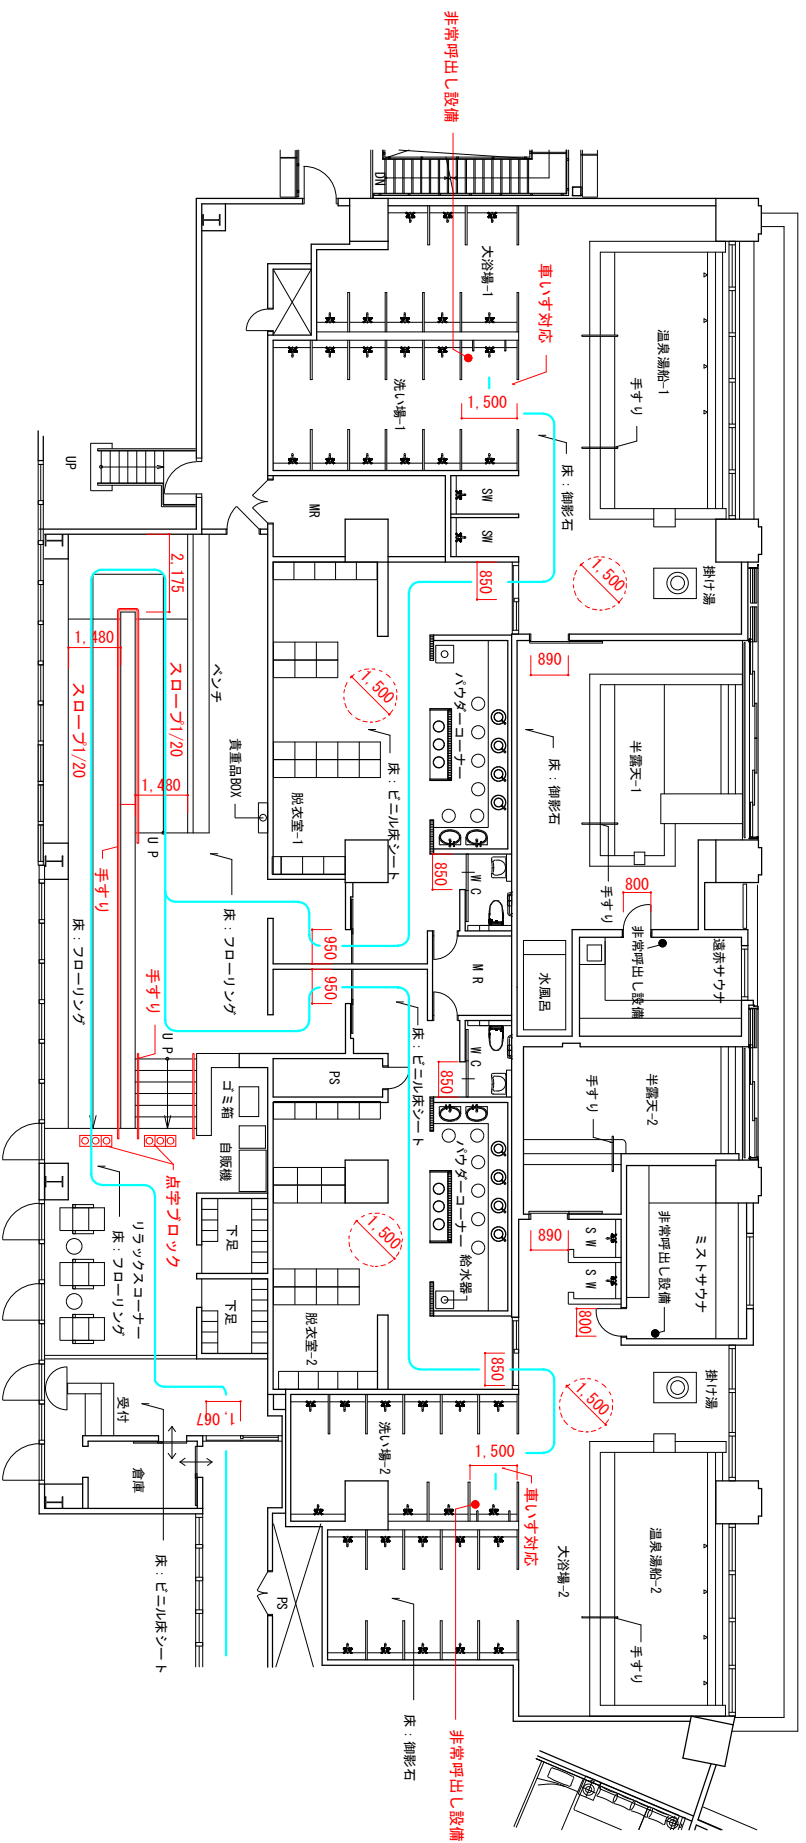 非常呼出し設備
DN
大浴場-1
車いす対応
温泉湯船-1
手すり
1,500
洗い場-1
床：御影石
UP
MR
SW
SW
掛け湯
1,500
850
2,175
1,480
スロープ1/20
スロープ1/20
1,480
ベンチ
貴重品BOX
1,500
パウダーコーナー
床：ビニル床シート
脱衣室-1
890
床：御影石
半露天-1
手すり
800
遠赤サウナ
非常呼出し設備
水風呂
UP
手すり
床：フローリング
床：フローリング
850
WC
950
950
MR
WC
850
床：ビニル床シート
手すり
UP
PS
ゴミ箱
自販機
点字ブロック
下足
下足
リラックスコーナー
床：フローリング
パウダーコーナー
1,500
給水器
脱衣室-2
半露天-2
手すり
890
SW
SW
800
ミストサウナ
非常呼出し設備
850
1,500
掛け湯
1,067
受付
倉庫
床：ビニル床シート
PS
洗い場-2
1,500
車いす対応
大浴場-2
温泉湯船-2
手すり
床：御影石
非常呼出し設備